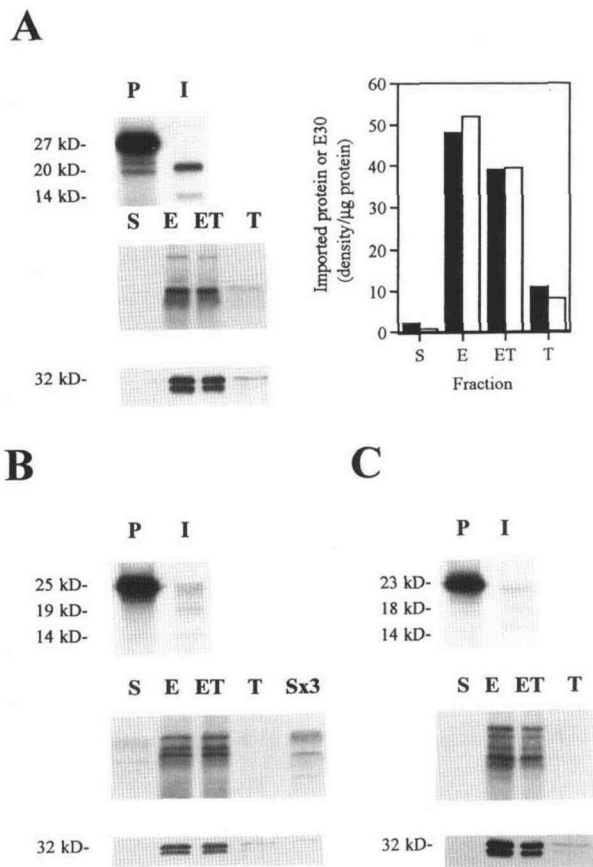 A
P I
27 kD-
20 kD-
14 kD-
S E ET T
32 kD-
Imported protein or E30
(density/µg protein)
60
50
40
30
20
10
0
S E ET T
Fraction
B
P I
25 kD-
19 kD-
14 kD-
S E ET T Sx3
32 kD-
C
P I
23 kD-
18 kD-
14 kD-
S E ET T
32 kD-